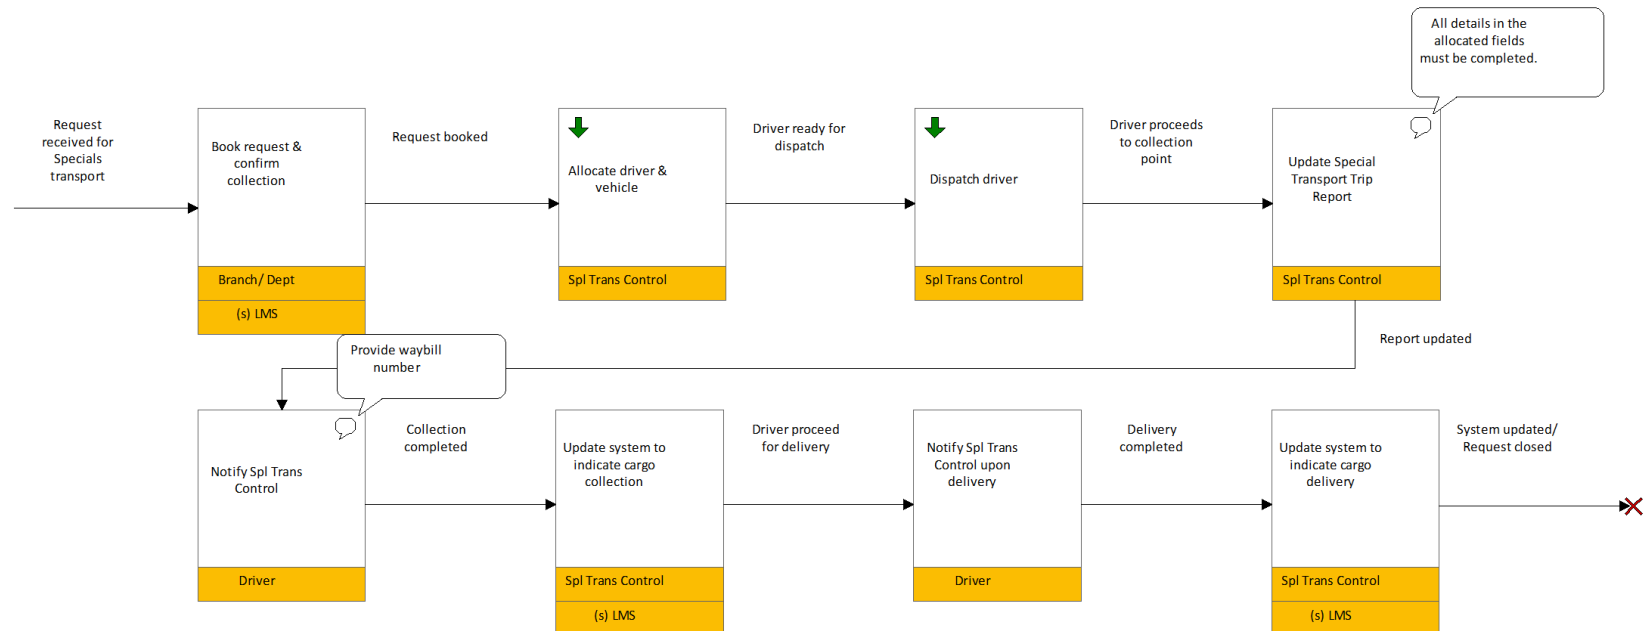 All details in the
allocated fields
must be completed.
Request
received for
Specials
transport
Book request &
confirm
collection
Branch/ Dept
(s) LMS
Request booked
Allocate driver &
vehicle
Spl Trans Control
Driver ready for
dispatch
Dispatch driver
Spl Trans Control
Driver proceeds
to collection
point
Update Special
Transport Trip
Report
Spl Trans Control
Report updated
Provide waybill
number
Notify Spl Trans
Control
Driver
Collection
completed
Update system to
indicate cargo
collection
Spl Trans Control
(s) LMS
Driver proceed
for delivery
Notify Spl Trans
Control upon
delivery
Driver
Delivery
completed
Update system to
indicate cargo
delivery
Spl Trans Control
(s) LMS
System updated/
Request closed